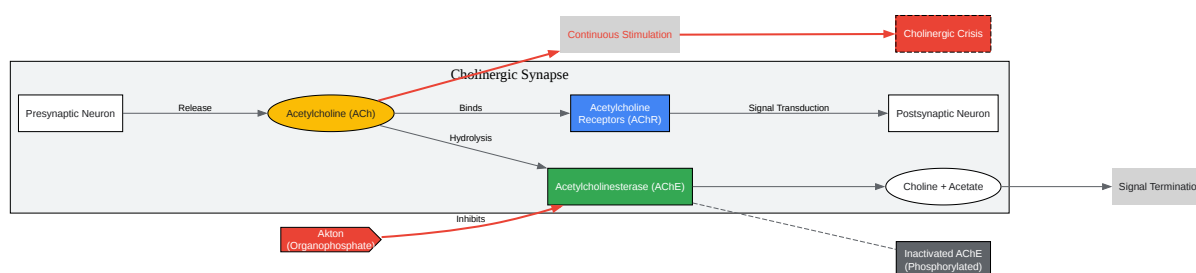 Continuous Stimulation
Cholinergic Crisis
Cholinergic Synapse
Presynaptic Neuron
Release
Acetylcholine (ACh)
Binds
Acetylcholine
Receptors (AChR)
Signal Transduction
Postsynaptic Neuron
Hydrolysis
Acetylcholinesterase (AChE)
Choline + Acetate
Signal Terminatio
Inhibits
Akton
(Organophosphate)
Inactivated AChE
(Phosphorylated)